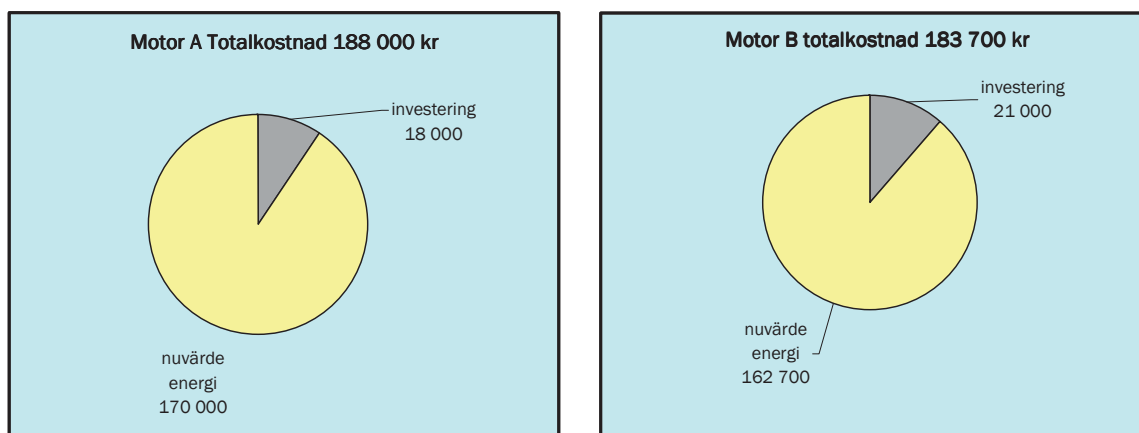 Motor A Totalkostnad 188 000 kr
investering
18 000
nuvärde
energi
170 000
Motor B totalkostnad 183 700 kr
investering
21 000
nuvärde
energi
162 700